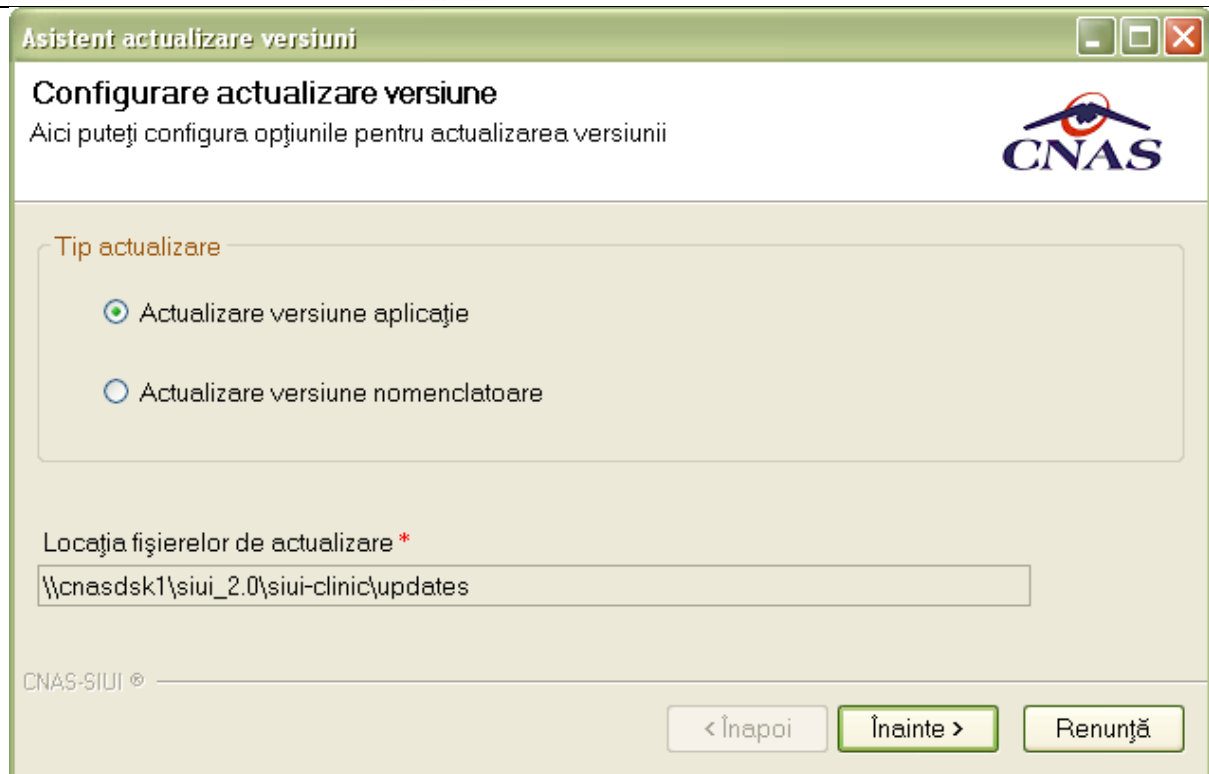 Asistent actualizare versiuni
Configurare actualizare versiune
Aici puteţi configura opţiunile pentru actualizarea versiunii
CNAS
Tip actualizare
Actualizare versiune aplicaţie
Actualizare versiune nomenclatoare
Locaţia fişierelor de actualizare *
\\cnasdsk1\siui_2.0\siui-clinic\updates
CNAS-SIUI ®
< Înapoi
Înainte >
Renunţă